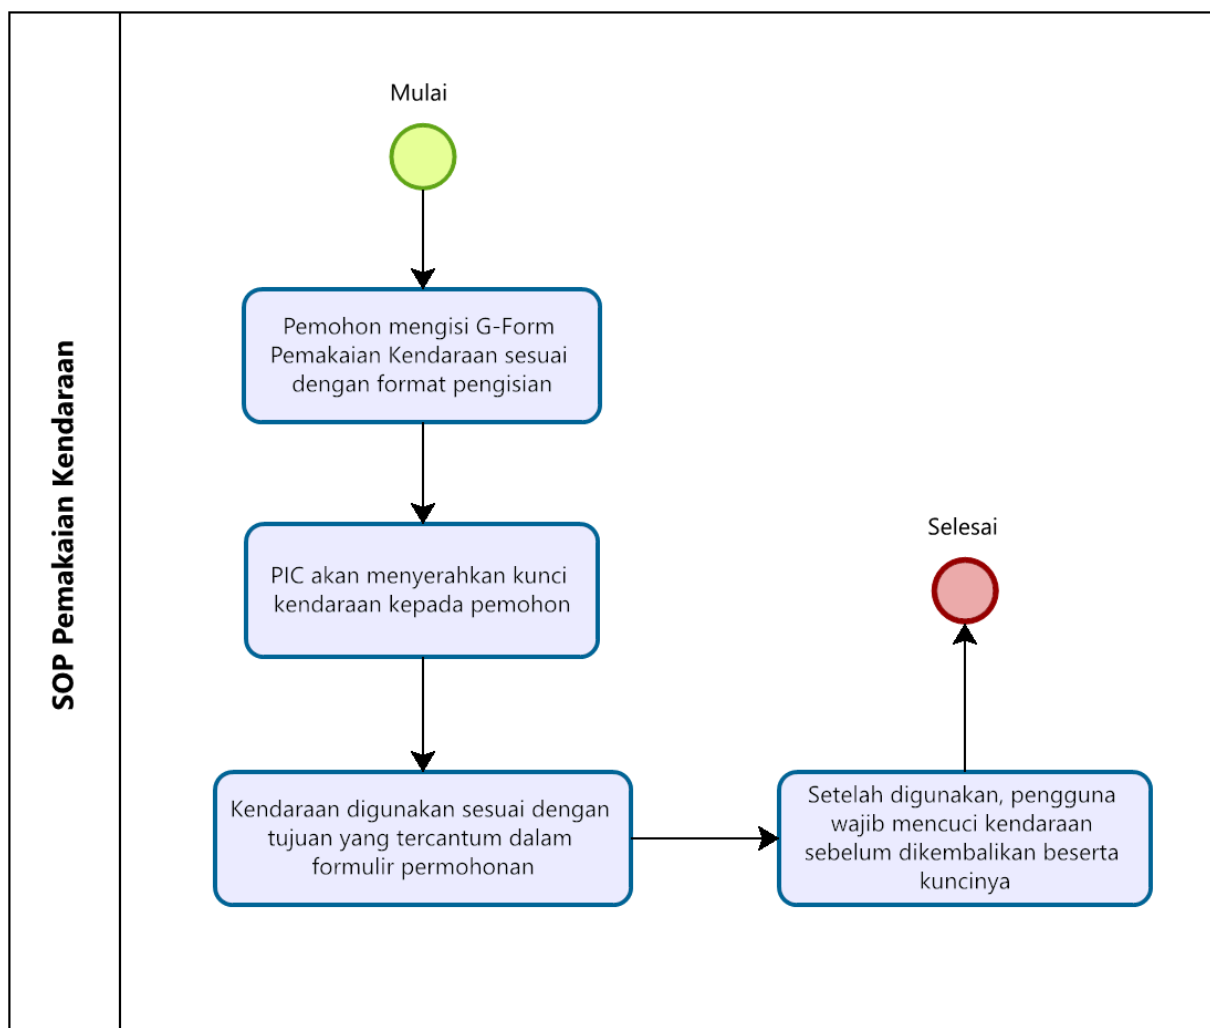 SOP Pemakaian Kendaraan
Mulai
Pemohon mengisi G-Form
Pemakaian Kendaraan sesuai
dengan format pengisian
PIC akan menyerahkan kunci
kendaraan kepada pemohon
Kendaraan digunakan sesuai dengan
tujuan yang tercantum dalam
formulir permohonan
Setelah digunakan, pengguna
wajib mencuci kendaraan
sebelum dikembalikan beserta
kuncinya
Selesai